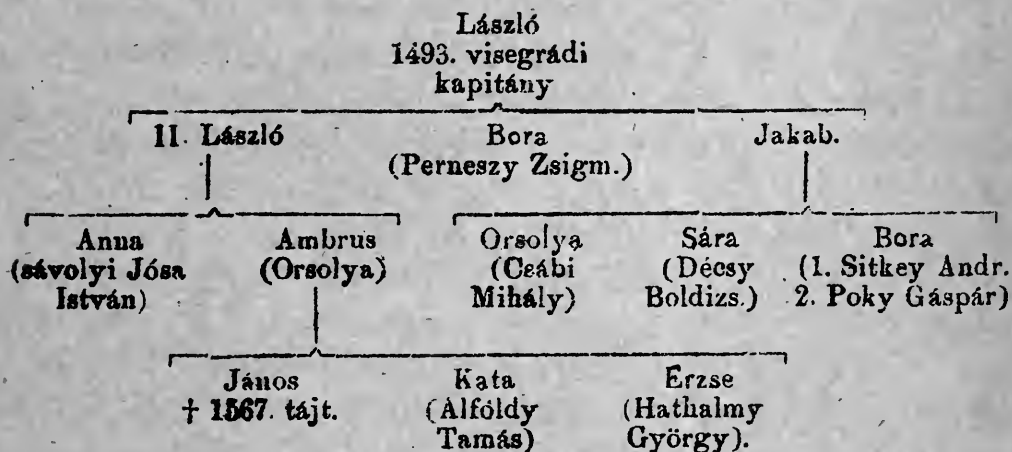 László
1493. visegrádi
kapitány
II. László Bora Jakab.
(Perneszy Zsigm.)
Anna Ambrus Orsolya Sára Bora
(sávolyi Jósa (Orsolya) (Csábi (Décsy (1. Sitkey Andr.
István) Mihály) Boldizs.) 2. Poky Gáspár)
János Kata Erzse
† 1567. tájt. (Alföldy (Hathalmy
Tamás) György).